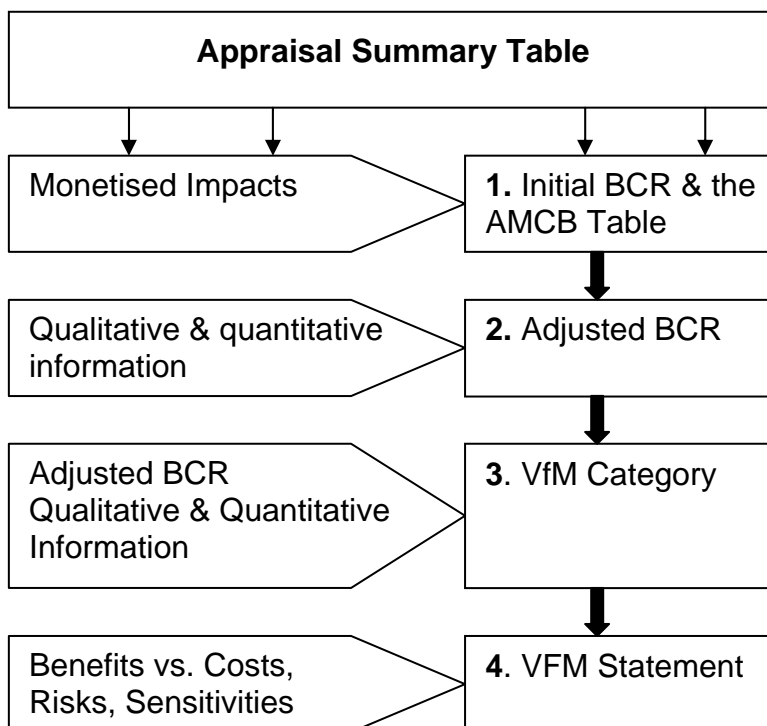 Appraisal Summary Table
Monetised Impacts
1. Initial BCR & the
AMCB Table
Qualitative & quantitative
information
2. Adjusted BCR
Adjusted BCR
Qualitative & Quantitative
Information
3. VfM Category
Benefits vs. Costs,
Risks, Sensitivities
4. VFM Statement